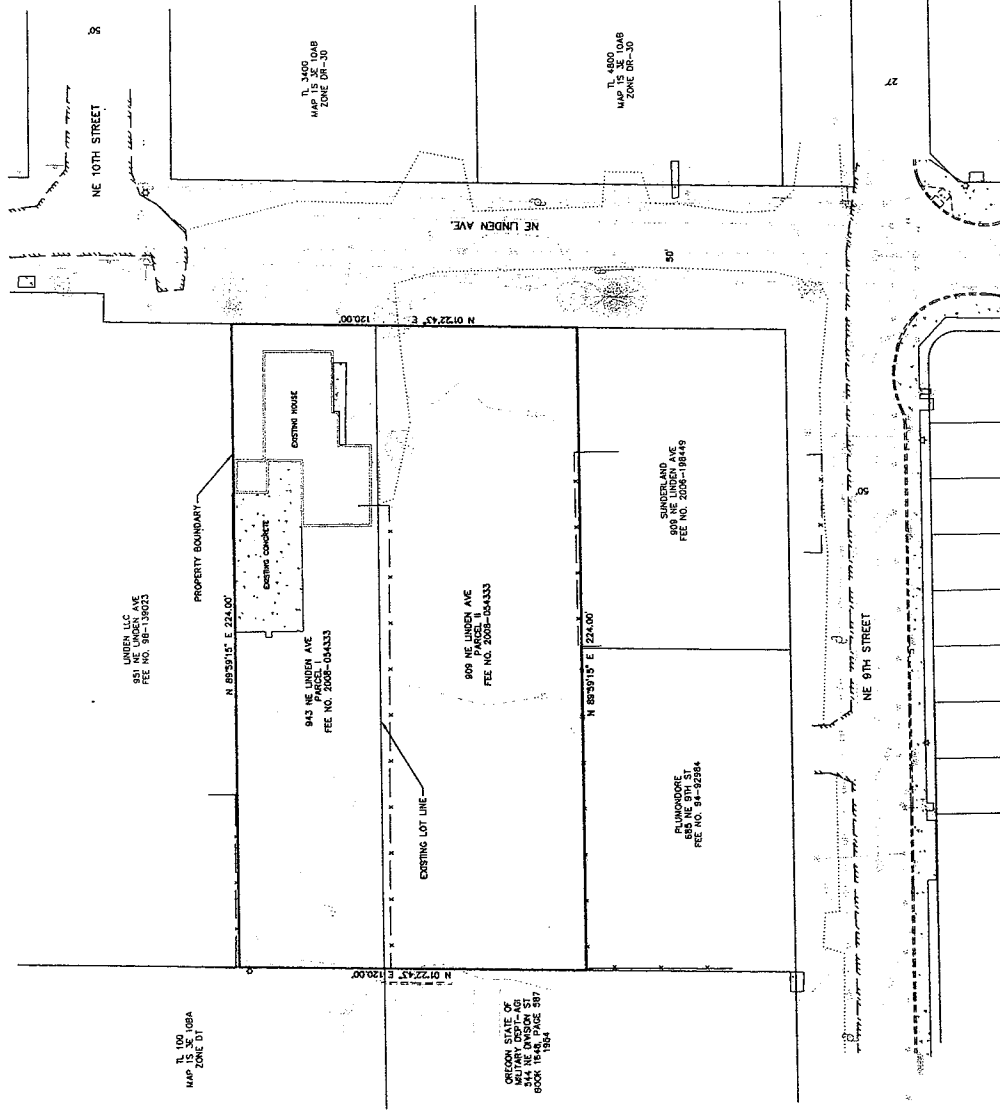 50'
NE 10TH STREET
TL 3400
MAP 1S 3E 10AB
ZONE DR-30
TL 4800
MAP 1S 3E 10AB
ZONE DR-30
27'
NE LINDEN AVE.
50'
N 01°22'43" E 120.00'
EXISTING HOUSE
EXISTING CONCRETE
PROPERTY BOUNDARY
LINDEN LLC
951 NE LINDEN AVE
FEE NO. 98-139023
N 89°59'15" E 224.00'
943 NE LINDEN AVE
PARCEL I
FEE NO. 2008-054333
909 NE LINDEN AVE
PARCEL II
FEE NO. 2008-054333
SUNDERLAND
909 NE LINDEN AVE
FEE NO. 2006-198449
50'
N 89°59'15" E 224.00'
EXISTING LOT LINE
PLUMONDORE
685 NE 9TH ST
FEE NO. 94-92984
NE 9TH STREET
N 01°22'43" E 120.00'
TL 100
MAP 1S 3E 10BA
ZONE DT
OREGON STATE OF
MILITARY DEPT-AGI
544 NE DIVISION ST
BOOK 1648, PAGE 587
1954